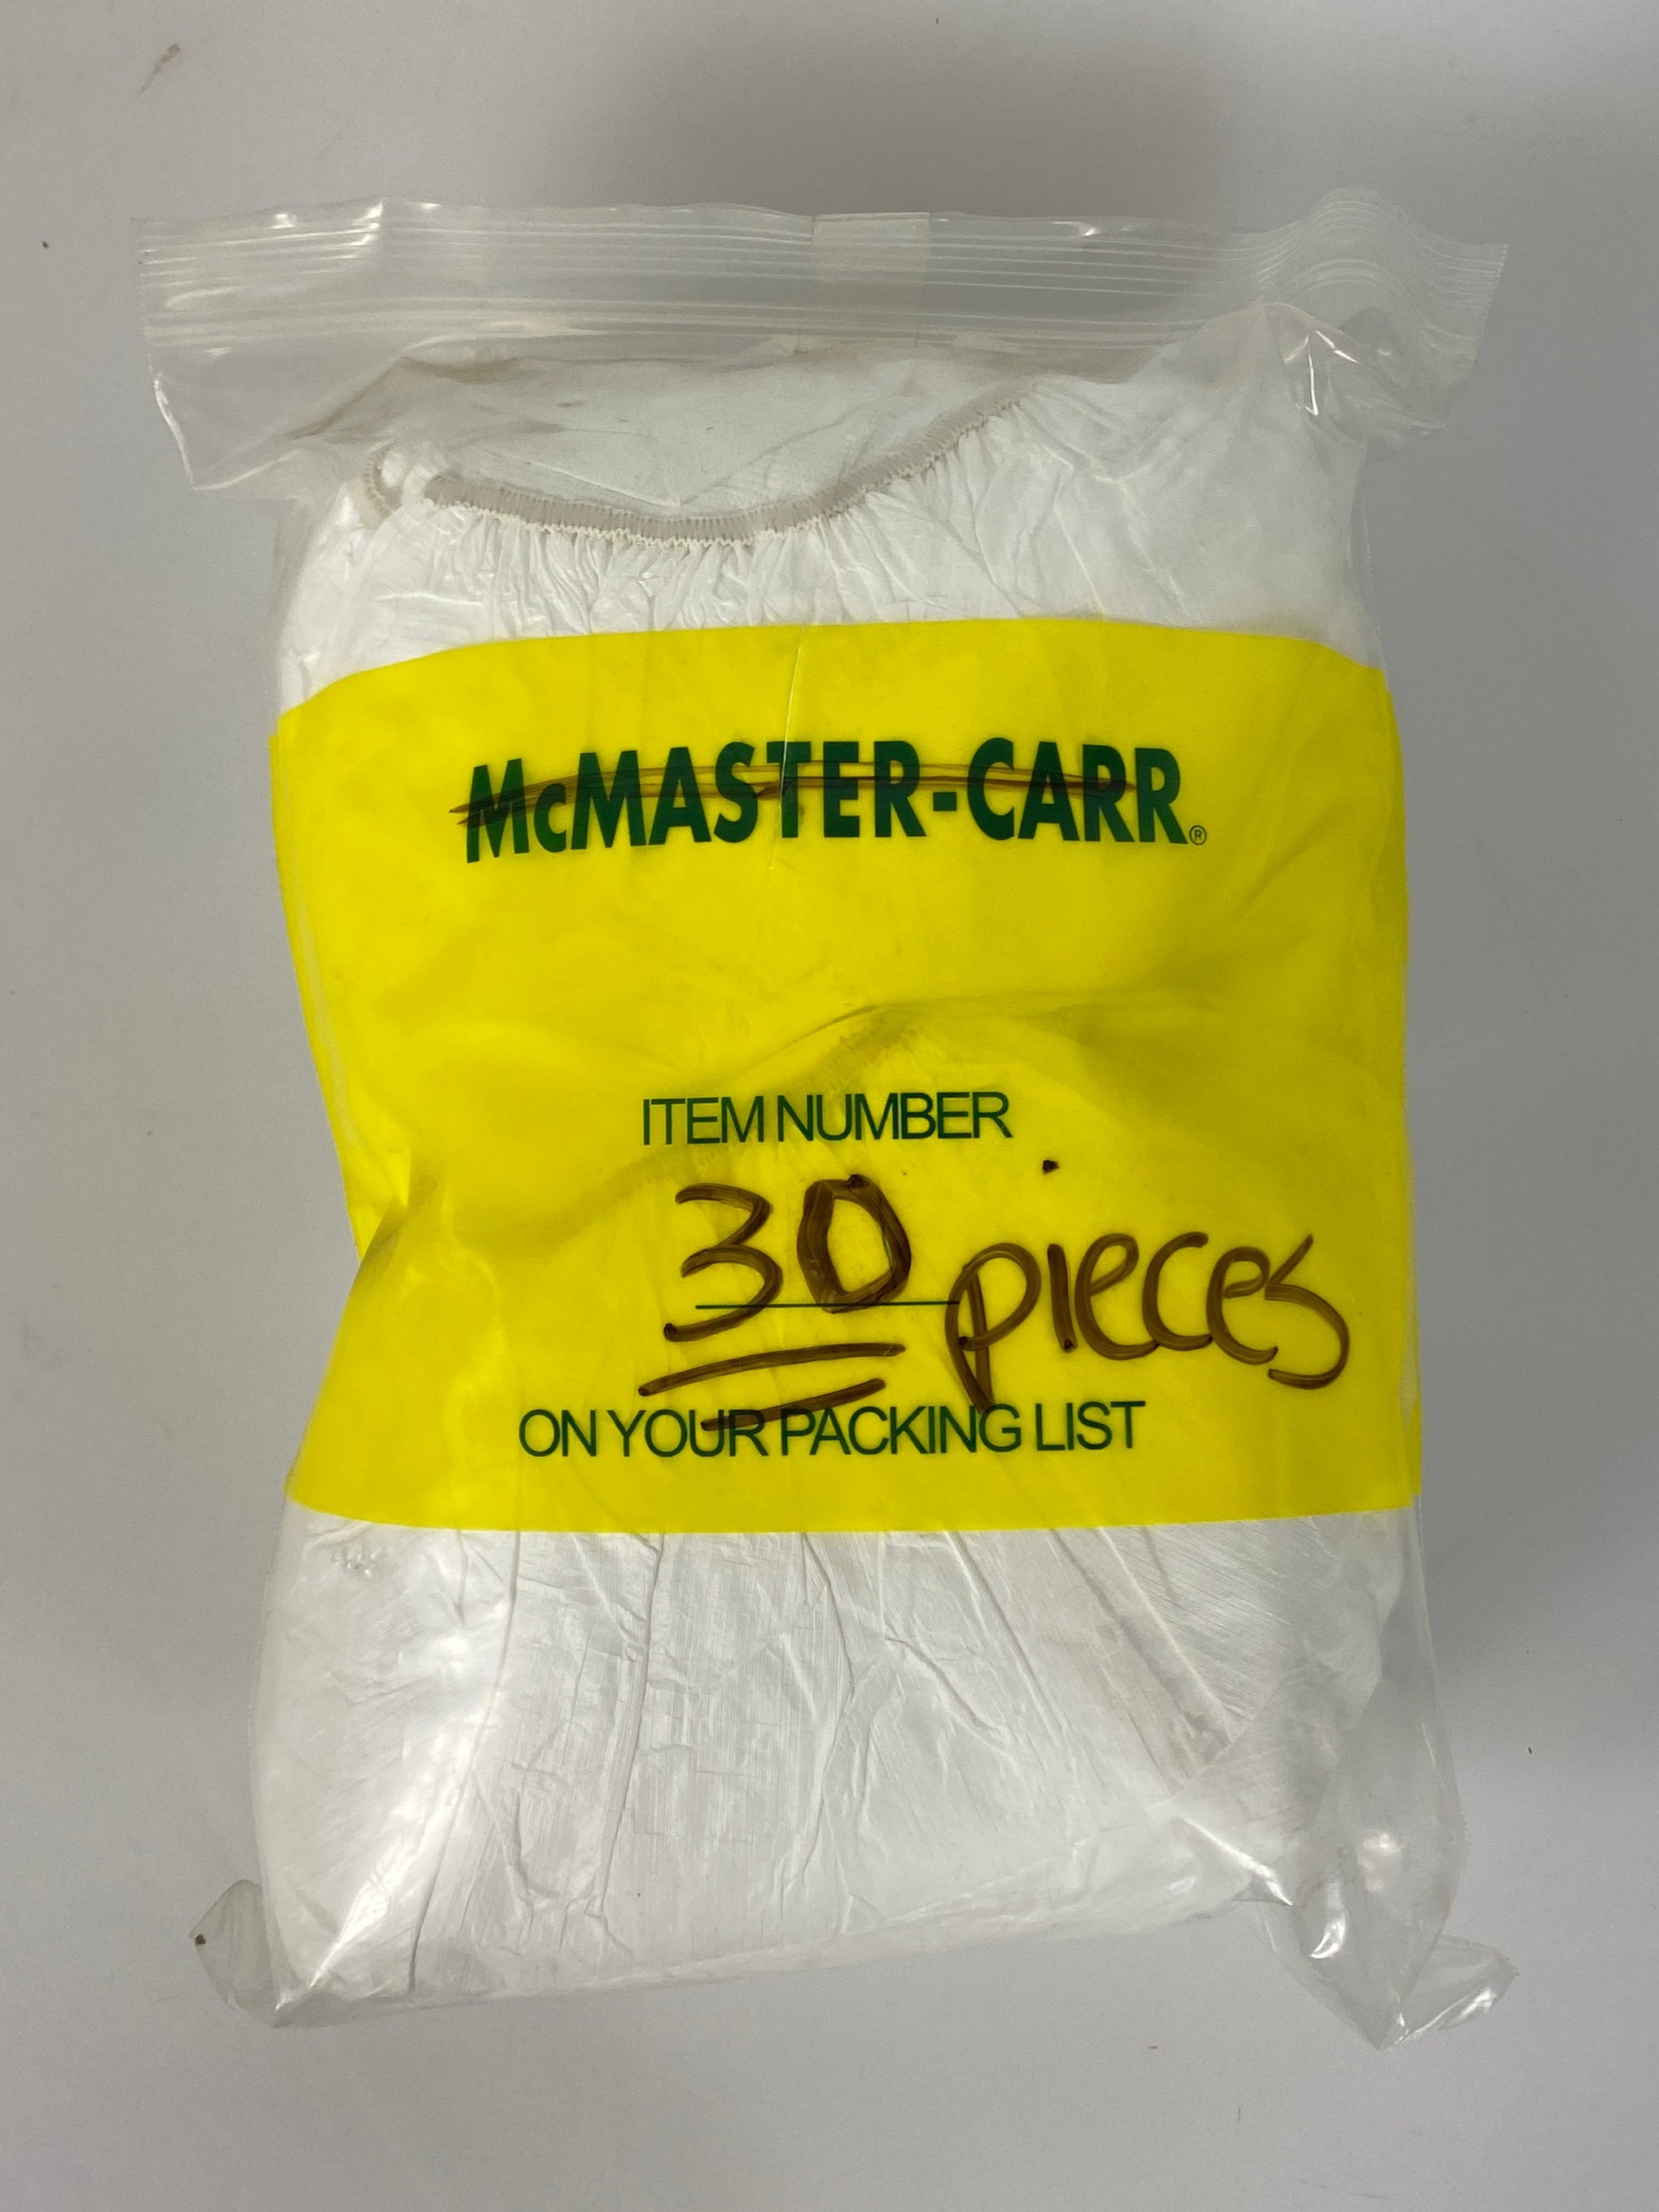 McMASTER-CARR®
ITEM NUMBER
30 pieces
ON YOUR PACKING LIST